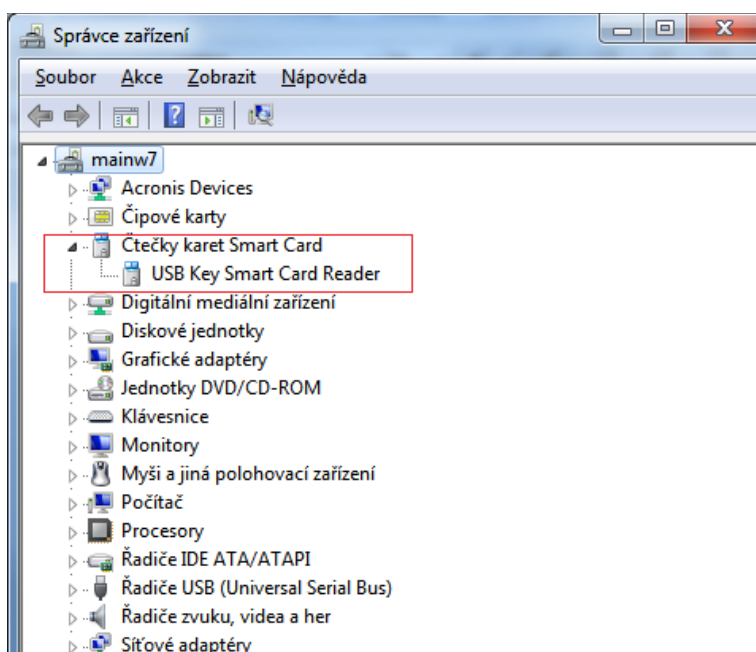 Správce zařízení
Soubor Akce Zobrazit Nápověda
mainw7
Acronis Devices
Čipové karty
Čtečky karet Smart Card
USB Key Smart Card Reader
Digitální mediální zařízení
Diskové jednotky
Grafické adaptéry
Jednotky DVD/CD-ROM
Klávesnice
Monitory
Myši a jiná polohovací zařízení
Počítač
Procesory
Řadiče IDE ATA/ATAPI
Řadiče USB (Universal Serial Bus)
Řadiče zvuku, videa a her
Síťové adaptéry